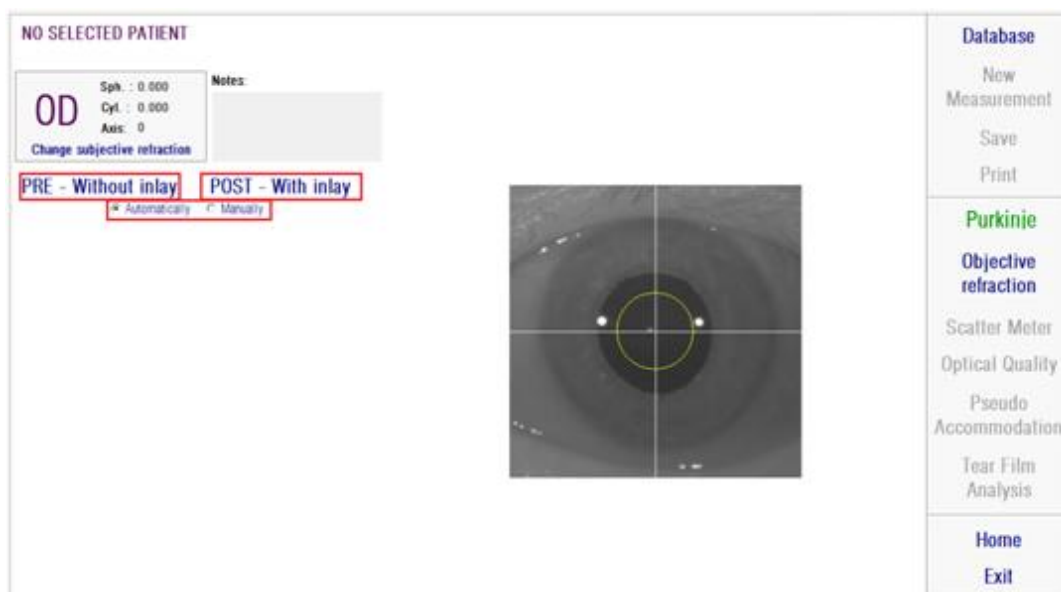 NO SELECTED PATIENT
OD
Sph. : 0.000
Cyl. : 0.000
Axis: 0
Change subjective refraction
Notes:
PRE - Without inlay
POST - With inlay
Automatically
Manually
Database
New
Measurement
Save
Print
Purkinje
Objective
refraction
Scatter Meter
Optical Quality
Pseudo
Accommodation
Tear Film
Analysis
Home
Exit